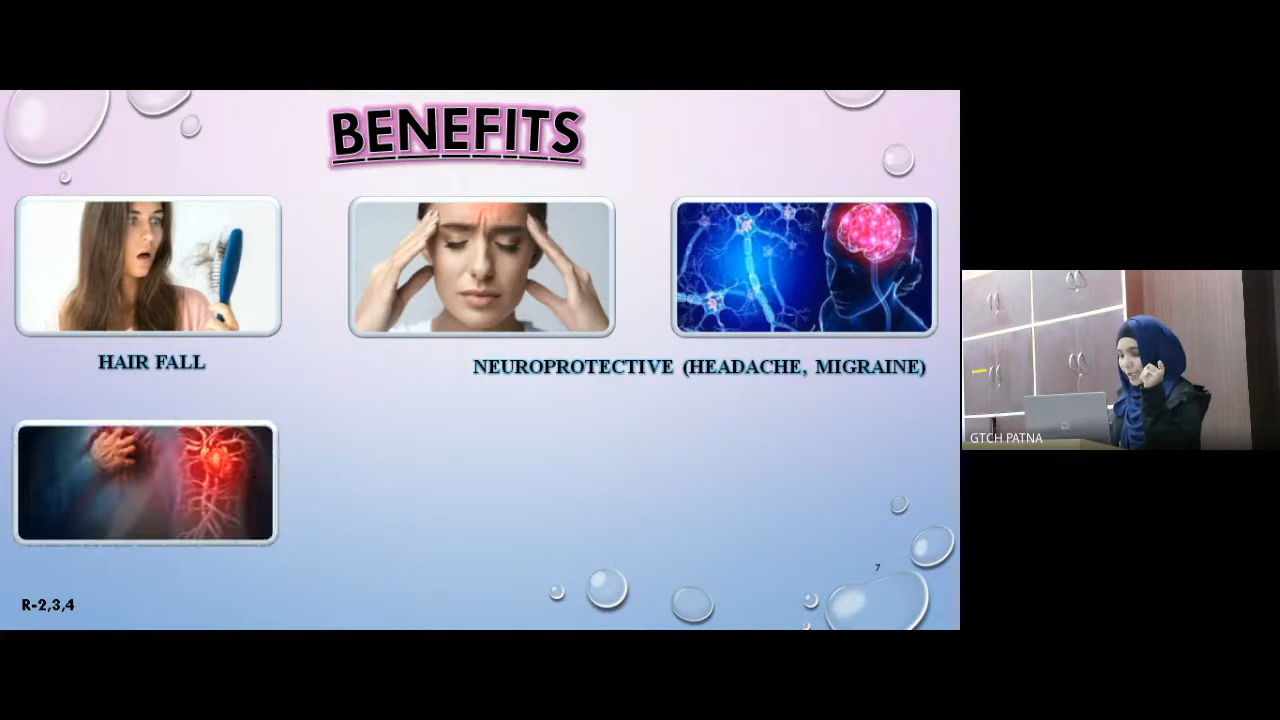 BENEFITS
HAIR FALL
NEUROPROTECTIVE (HEADACHE, MIGRAINE)
7
R-2,3,4
GTCH PATNA